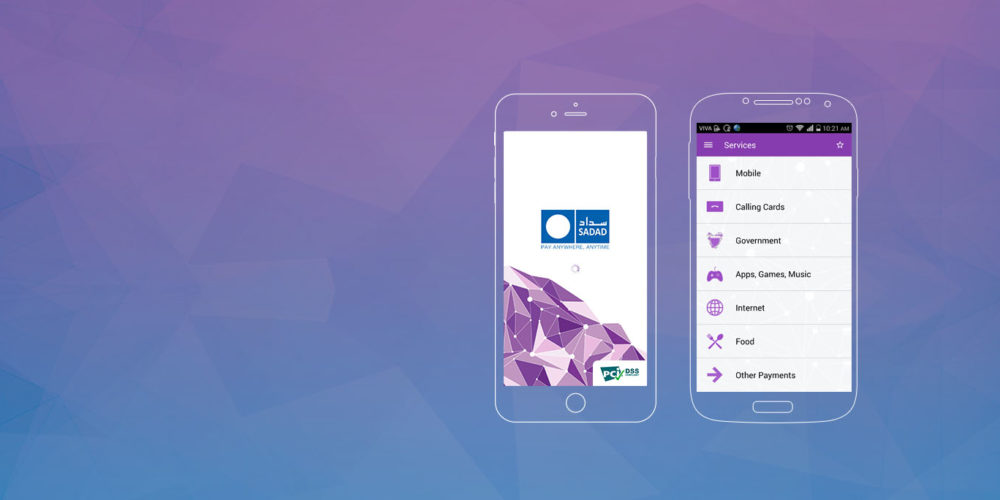 سداد
SADAD
PAY ANYWHERE, ANYTIME
PCI DSS
VIVA
10:21 AM
Services
Mobile
Calling Cards
Government
Apps, Games, Music
Internet
Food
Other Payments